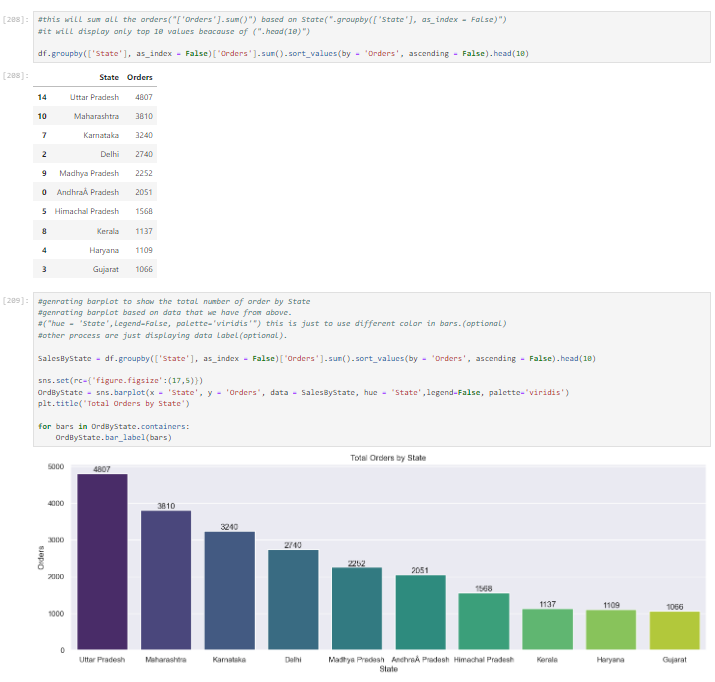 [208]: #this will sum all the orders("['Orders'].sum()") based on State(".groupby(['State'], as_index = False)")
#it will display only top 10 values beacause of (".head(10)")
df.groupby(['State'], as_index = False)['Orders'].sum().sort_values(by = 'Orders', ascending = False).head(10)
[208]:
State Orders
14 Uttar Pradesh 4807
10 Maharashtra 3810
7 Karnataka 3240
2 Delhi 2740
9 Madhya Pradesh 2252
0 AndhraÂ Pradesh 2051
5 Himachal Pradesh 1568
8 Kerala 1137
4 Haryana 1109
3 Gujarat 1066
[209]: #genrating barplot to show the total number of order by State
#genrating barplot based on data that we have from above.
#("hue = 'State',legend=False, palette='viridis'") this is just to use different color in bars.(optional)
#other process are just displaying data label(optional).
SalesByState = df.groupby(['State'], as_index = False)['Orders'].sum().sort_values(by = 'Orders', ascending = False).head(10)
sns.set(rc={'figure.figsize':(17,5)})
OrdByState = sns.barplot(x = 'State', y = 'Orders', data = SalesByState, hue = 'State',legend=False, palette='viridis')
plt.title('Total Orders by State')
for bars in OrdByState.containers:
OrdByState.bar_label(bars)
Total Orders by State
5000
4000
3000
2000
1000
0
Orders
4807
3810
3240
2740
2252
2051
1568
1137
1109
1066
Uttar Pradesh Maharashtra Karnataka Delhi Madhya Pradesh AndhraÂ Pradesh Himachal Pradesh Kerala Haryana Gujarat
State